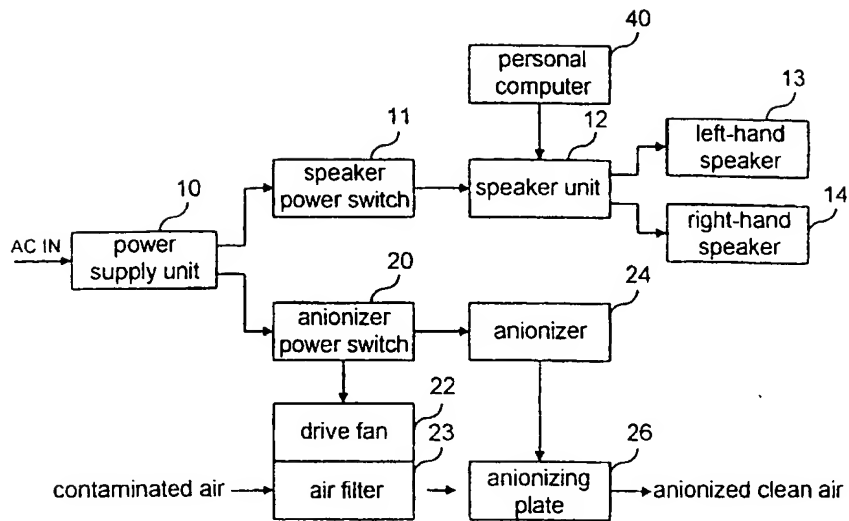 40
personal
computer
13
left-hand
speaker
11
speaker
power switch
12
speaker unit
10
AC IN
power
supply unit
right-hand
speaker
14
20
anionizer
power switch
24
anionizer
22
drive fan
23
contaminated air
air filter
26
anionizing
plate
anionized clean air